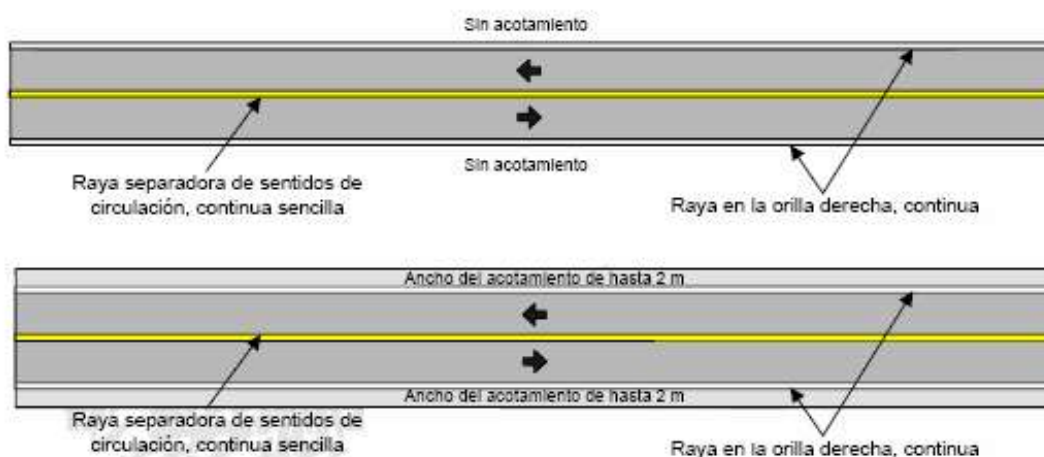 Sin acotamiento
Sin acotamiento
Raya separadora de sentidos de
circulación, continua sencilla
Raya en la orilla derecha, continua
Ancho del acotamiento de hasta 2 m
Ancho del acotamiento de hasta 2 m
Raya separadora de sentidos de
circulación, continua sencilla
Raya en la orilla derecha, continua